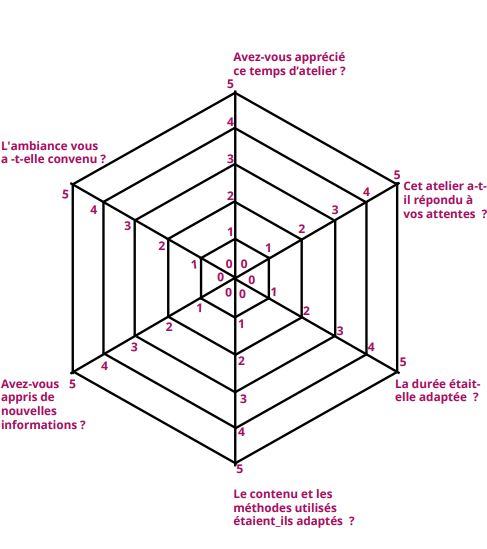 Avez-vous apprécié
ce temps d’atelier ?
5
4
3
2
1
0
L'ambiance vous
a -t-elle convenu ?
5
4
3
2
1
0
Cet atelier a-t-
il répondu à
vos attentes  ?
5
4
3
2
1
0
0
1
2
3
4
5
La durée était-
elle adaptée  ?
0
1
2
3
4
5
Avez-vous
appris de
nouvelles
informations ?
0
1
2
3
4
5
Le contenu et les
méthodes utilisés
étaient_ils adaptés  ?